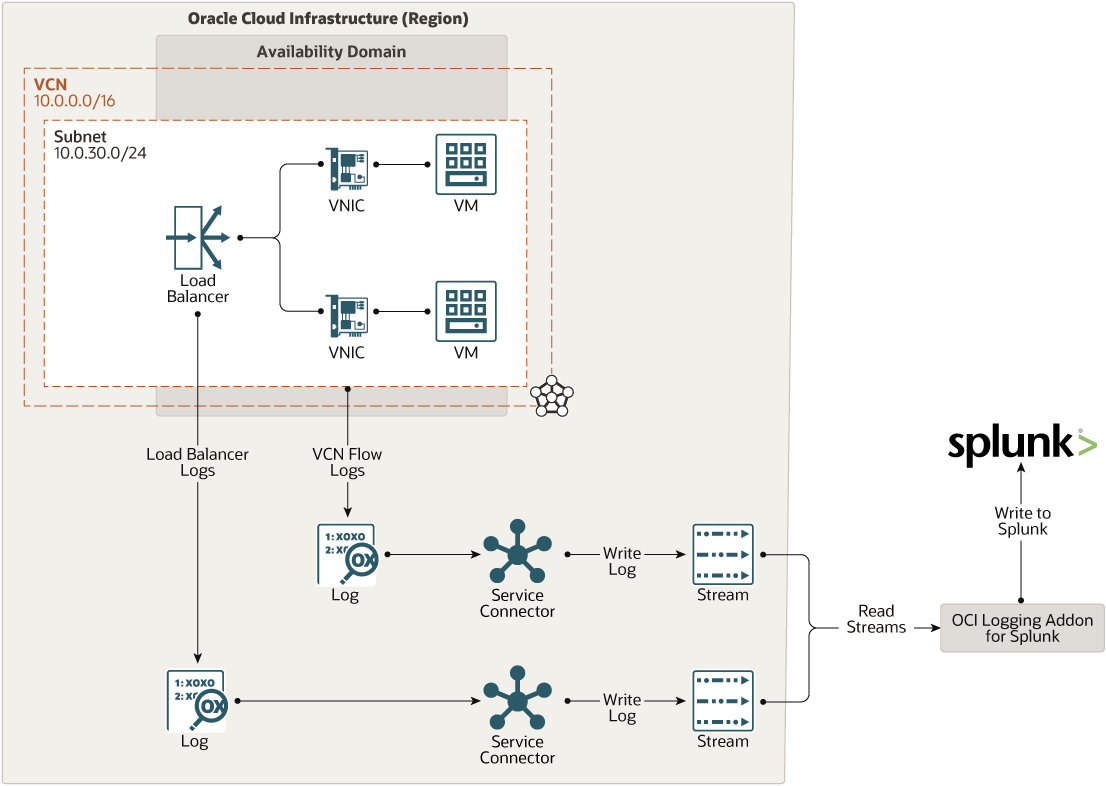 Oracle Cloud Infrastructure (Region)
Availability Domain
VCN
10.0.0.0/16
Subnet
10.0.30.0/24
VNIC
VM
Load
Balancer
VNIC
VM
Load Balancer
Logs
VCN Flow
Logs
splunk>
Write to
Splunk
1: XOXO
2: XC
OX
Log
Service
Connector
Write
Log
Stream
Read
Streams
OCI Logging Addon
for Splunk
1: XOXO
2: XC
OX
Log
Service
Connector
Write
Log
Stream